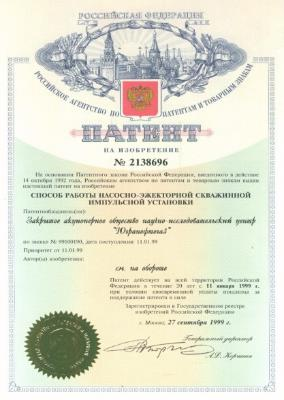 РОССИЙСКАЯ ФЕДЕРАЦИЯ
РОССИЙСКОЕ АГЕНТСТВО ПО ПАТЕНТАМ И ТОВАРНЫМ ЗНАКАМ
ПАТЕНТ
НА ИЗОБРЕТЕНИЕ
№ 2138696
На основании Патентного закона Российской Федерации, введенного в действие
14 октября 1992 года, Российским агентством по патентам и товарным знакам выдан
настоящий патент на изобретение
СПОСОБ РАБОТЫ НАСОСНО-ЭЖЕКТОРНОЙ СКВАЖИННОЙ
ИМПУЛЬСНОЙ УСТАНОВКИ
Патентообладатель(ли):
Закрытое акционерное общество научно-исследовательский центр
"Югранефтегаз"
по заявке № 99100190, дата поступления: 11.01.99
Приоритет от 11.01.99
Автор(ы) изобретения:
см. на обороте
Патент действует на всей территории Российской
Федерации в течение 20 лет с 11 января 1999 г.
при условии своевременной уплаты пошлины за
поддержание патента в силе
Зарегистрирован в Государственном реестре
изобретений Российской Федерации
г. Москва, 27 сентября 1999 г.
Генеральный директор
А.Д. Корчагин